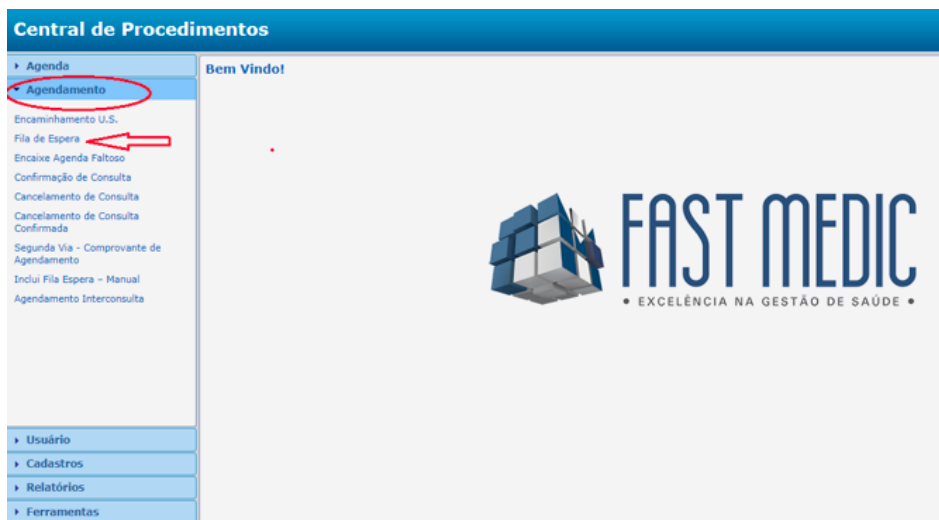 Central de Procedimentos
Agenda
Bem Vindo!
Agendamento
Encaminhamento U.S.
Fila de Espera
Encaixe Agenda Faltoso
Confirmação de Consulta
Cancelamento de Consulta
Cancelamento de Consulta
Confirmada
Segunda Via - Comprovante de
Agendamento
Inclui Fila Espera – Manual
Agendamento Interconsulta
FAST MEDIC
• EXCELÊNCIA NA GESTÃO DE SAÚDE •
Usuário
Cadastros
Relatórios
Ferramentas